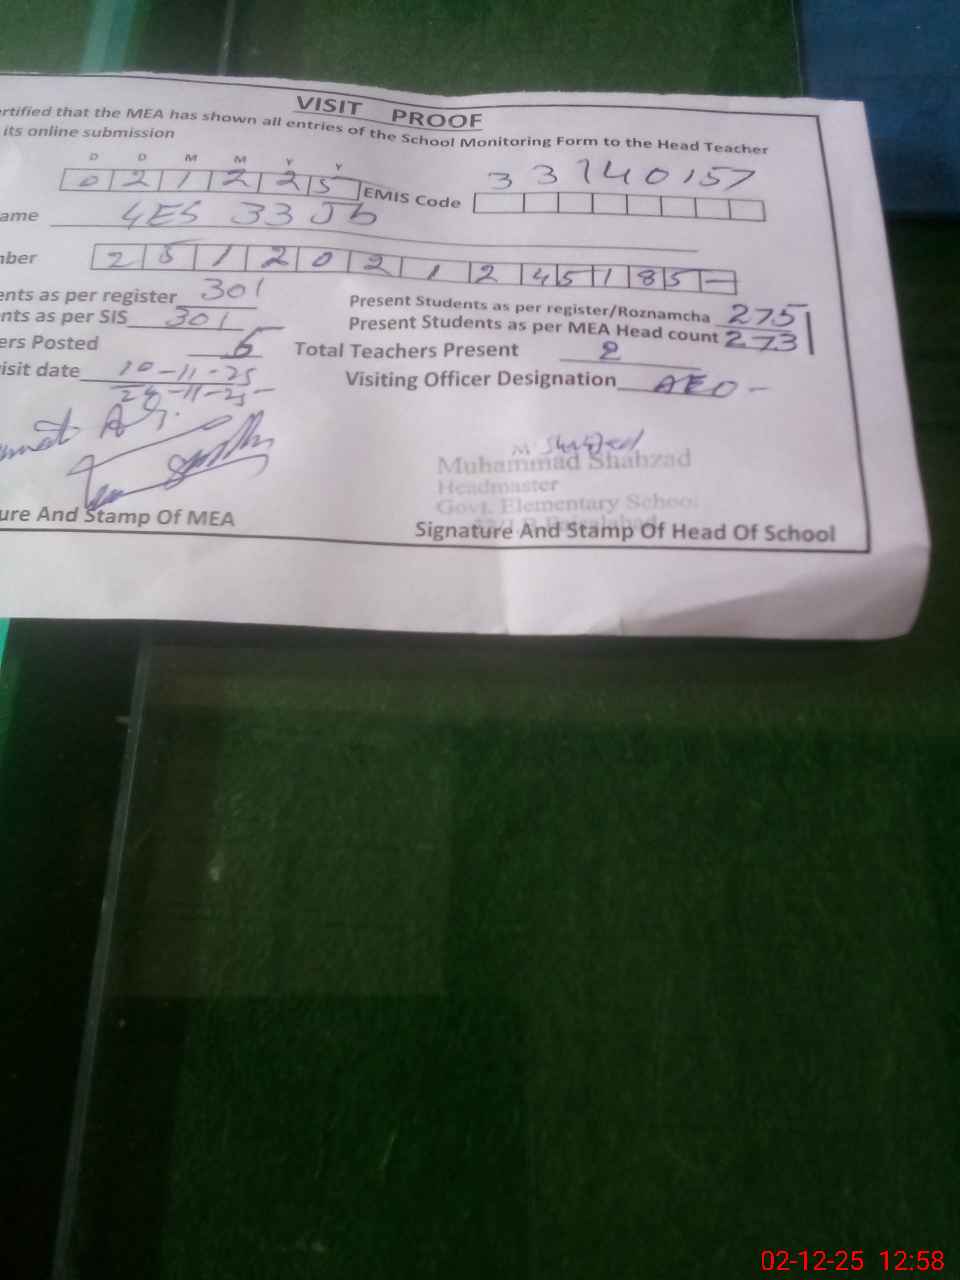 VISIT PROOF
ertified that the MEA has shown all entries of the School Monitoring Form to the Head Teacher
its online submission
D D M M Y Y
0 2 1 2 2 5 EMIS Code 33140157
ame 4ES 33 Jb
nber 2 5 1 2 0 2 1 2 45 1 8 5 —
ents as per register 301 Present Students as per register/Roznamcha 275
nts as per SIS 301 Present Students as per MEA Head count 273
ers Posted 6 Total Teachers Present 2
isit date 10-11-25 Visiting Officer Designation AEO -
24-11-25-
Muhammad Shahzad
Headmaster
Govt. Elementary School
ure And Stamp Of MEA Signature And Stamp Of Head Of School
02-12-25 12:58